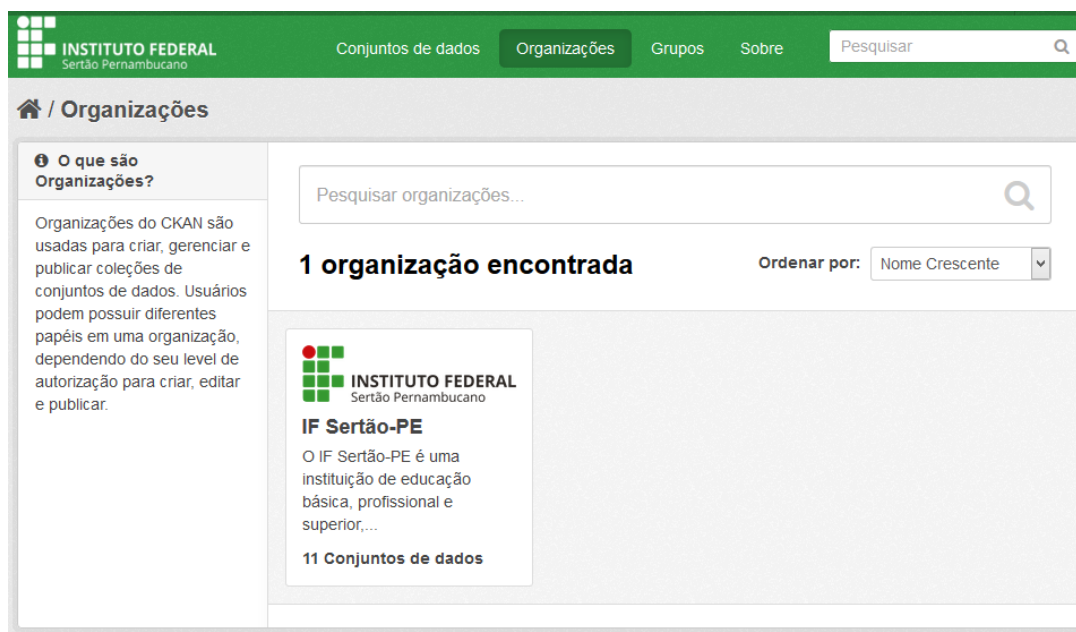 INSTITUTO FEDERAL
Sertão Pernambucano
Conjuntos de dados Organizações Grupos Sobre Pesquisar
/ Organizações
O que são
Organizações?
Organizações do CKAN são
usadas para criar, gerenciar e
publicar coleções de
conjuntos de dados. Usuários
podem possuir diferentes
papéis em uma organização,
dependendo do seu level de
autorização para criar, editar
e publicar.
Pesquisar organizações...
1 organização encontrada
Ordenar por: Nome Crescente
INSTITUTO FEDERAL
Sertão Pernambucano
IF Sertão-PE
O IF Sertão-PE é uma
instituição de educação
básica, profissional e
superior,...
11 Conjuntos de dados